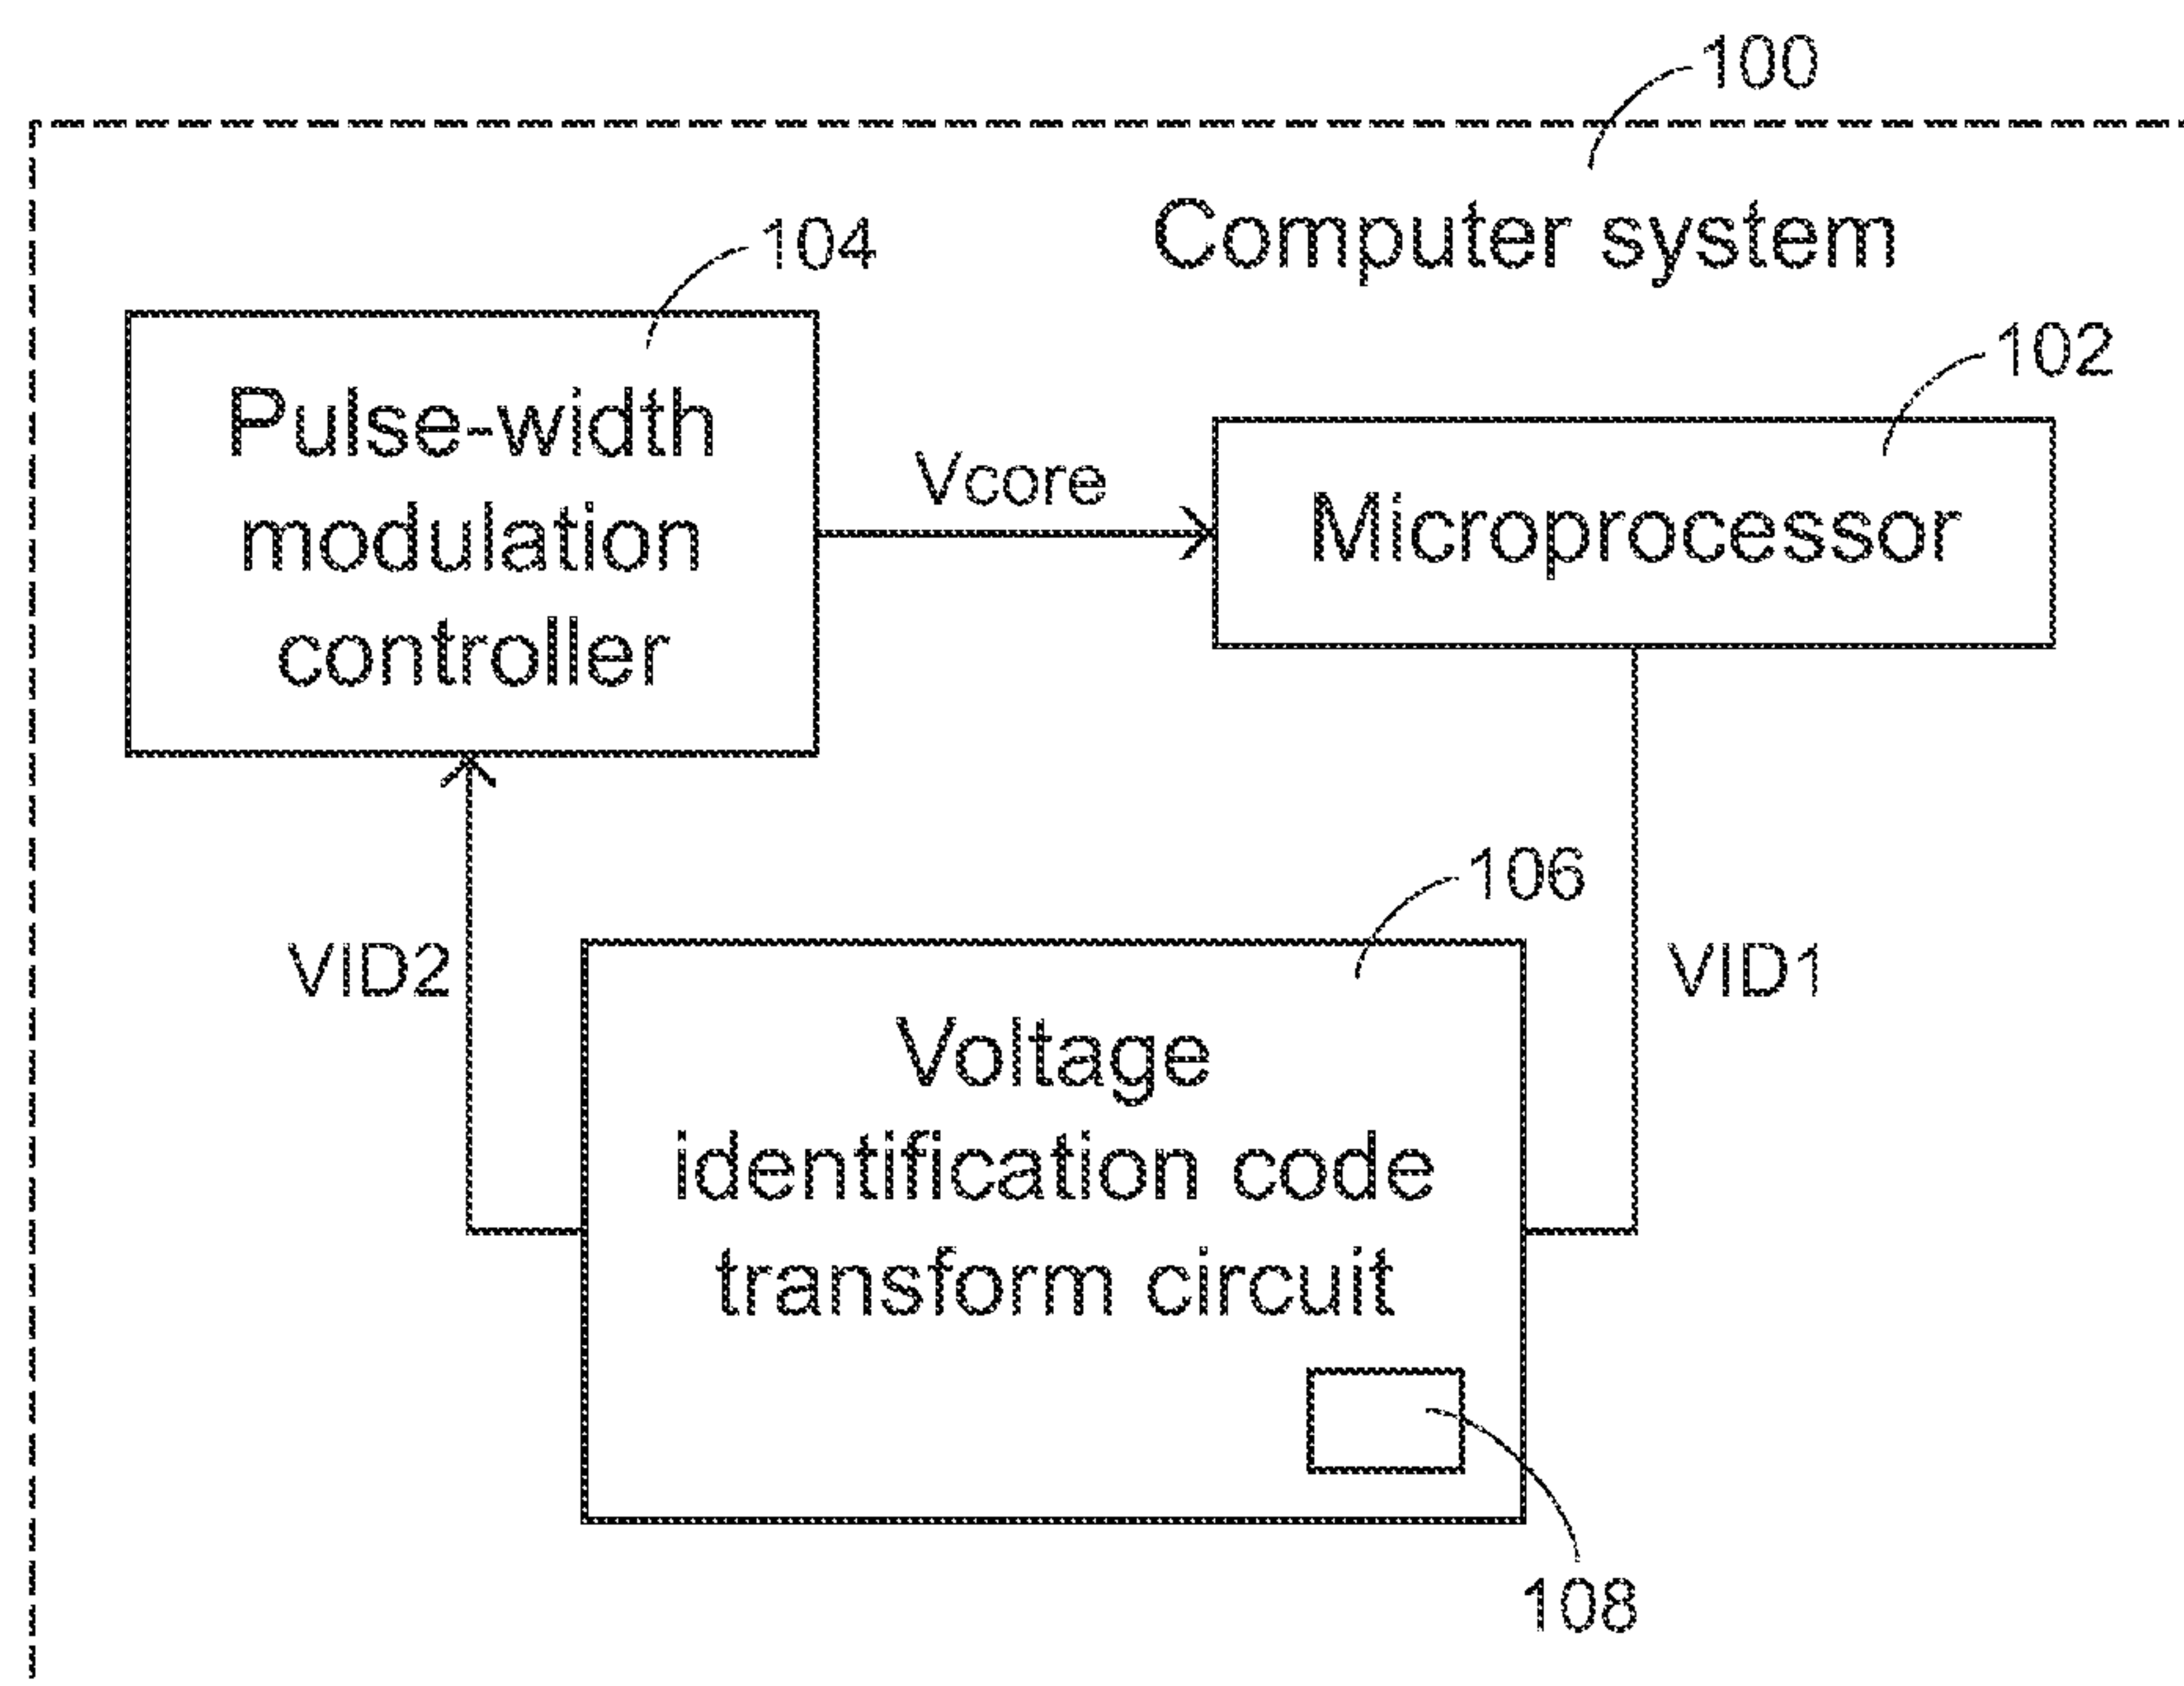 100
Computer system
104
102
Pulse-width
modulation
controller
Vcore
Microprocessor
106
VID2
VID1
Voltage
identification code
transform circuit
108